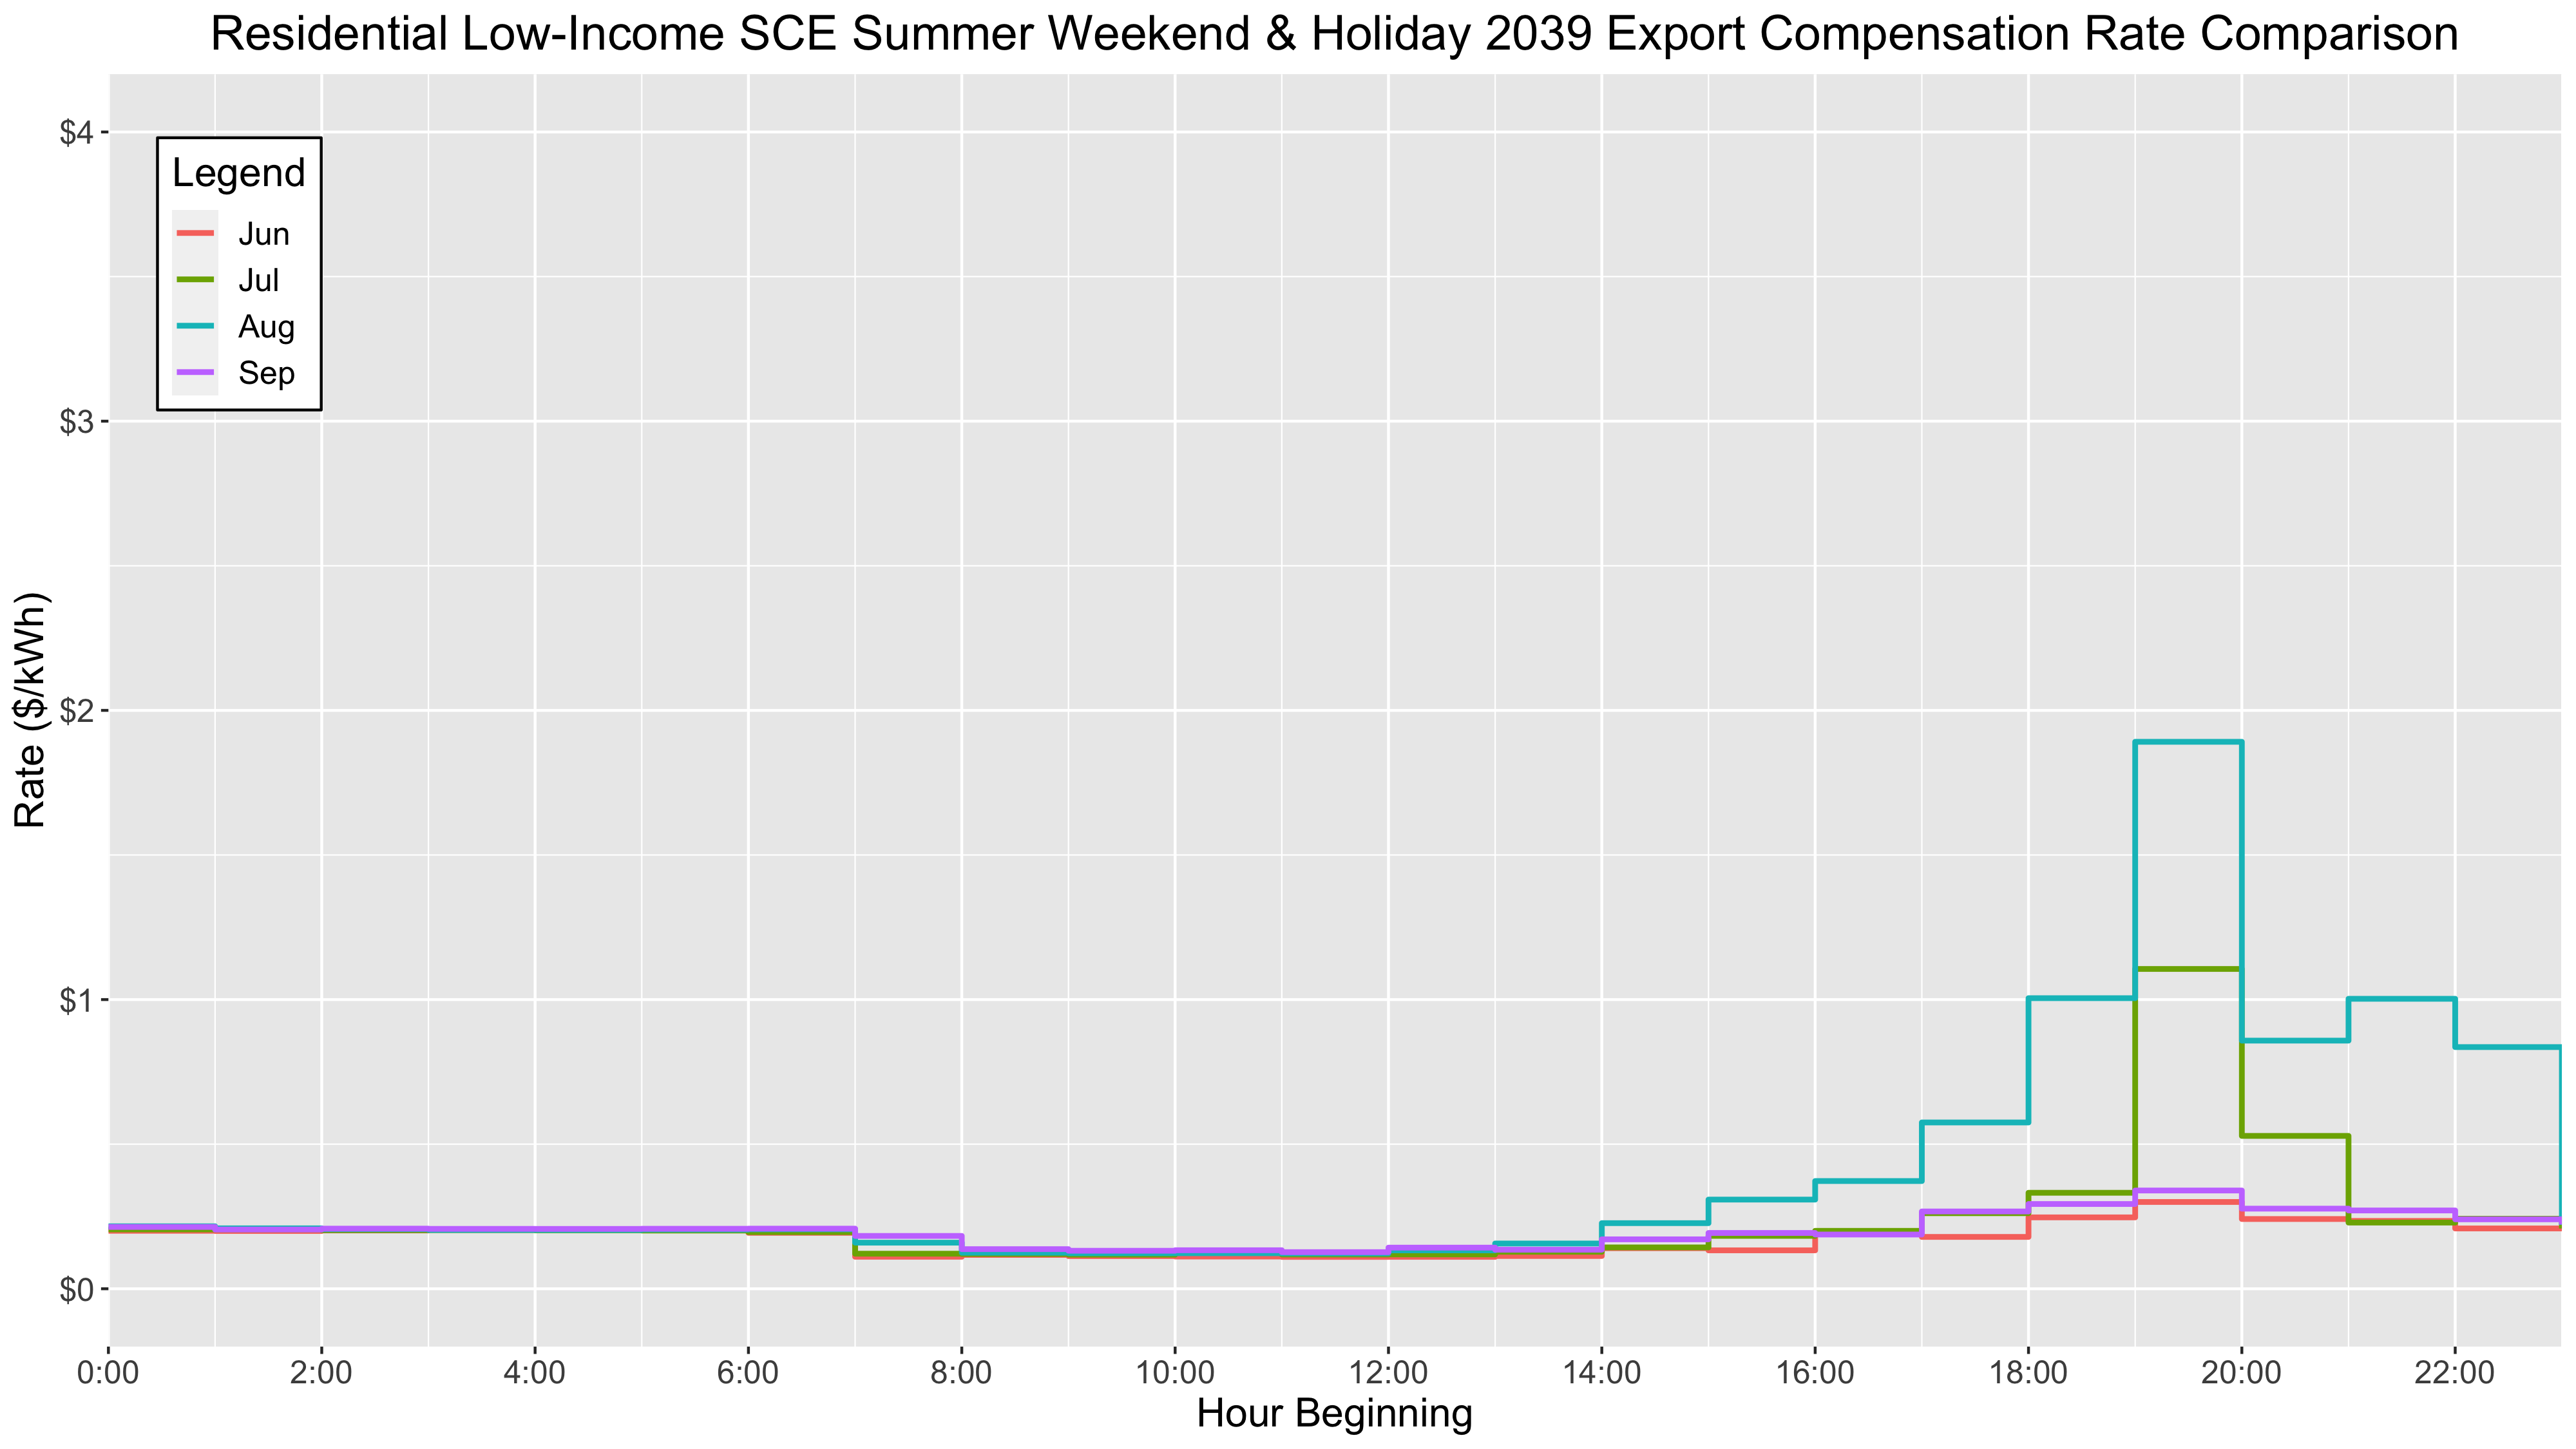 Residential Low-Income SCE Summer Weekend & Holiday 2039 Export Compensation Rate Comparison
$4
Legend
Jun
Jul
Aug
Sep
$3
Rate ($/kWh)
$2
$1
$0
0:00 2:00 4:00 6:00 8:00 10:00 12:00 14:00 16:00 18:00 20:00 22:00
Hour Beginning